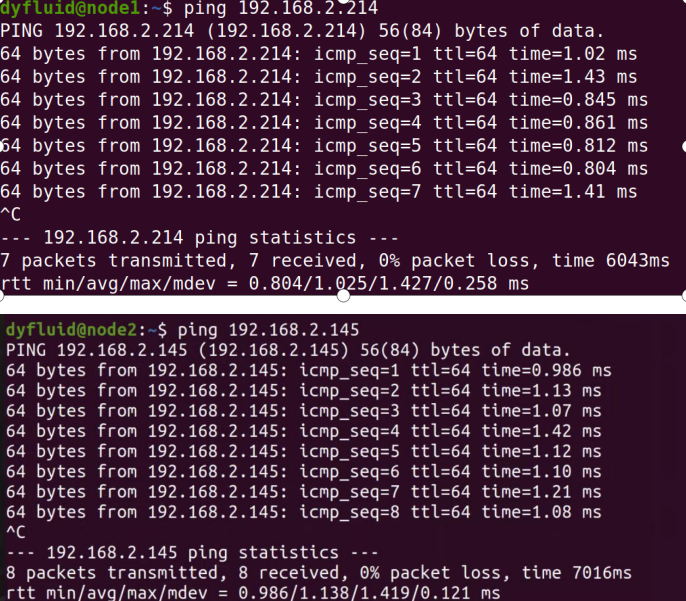 dyfluid@node1:~$ ping 192.168.2.214
PING 192.168.2.214 (192.168.2.214) 56(84) bytes of data.
64 bytes from 192.168.2.214: icmp_seq=1 ttl=64 time=1.02 ms
64 bytes from 192.168.2.214: icmp_seq=2 ttl=64 time=1.43 ms
64 bytes from 192.168.2.214: icmp_seq=3 ttl=64 time=0.845 ms
64 bytes from 192.168.2.214: icmp_seq=4 ttl=64 time=0.861 ms
64 bytes from 192.168.2.214: icmp_seq=5 ttl=64 time=0.812 ms
64 bytes from 192.168.2.214: icmp_seq=6 ttl=64 time=0.804 ms
64 bytes from 192.168.2.214: icmp_seq=7 ttl=64 time=1.41 ms
^C
--- 192.168.2.214 ping statistics ---
7 packets transmitted, 7 received, 0% packet loss, time 6043ms
rtt min/avg/max/mdev = 0.804/1.025/1.427/0.258 ms
dyfluid@node2:~$ ping 192.168.2.145
PING 192.168.2.145 (192.168.2.145) 56(84) bytes of data.
64 bytes from 192.168.2.145: icmp_seq=1 ttl=64 time=0.986 ms
64 bytes from 192.168.2.145: icmp_seq=2 ttl=64 time=1.13 ms
64 bytes from 192.168.2.145: icmp_seq=3 ttl=64 time=1.07 ms
64 bytes from 192.168.2.145: icmp_seq=4 ttl=64 time=1.42 ms
64 bytes from 192.168.2.145: icmp_seq=5 ttl=64 time=1.12 ms
64 bytes from 192.168.2.145: icmp_seq=6 ttl=64 time=1.10 ms
64 bytes from 192.168.2.145: icmp_seq=7 ttl=64 time=1.21 ms
64 bytes from 192.168.2.145: icmp_seq=8 ttl=64 time=1.08 ms
^C
--- 192.168.2.145 ping statistics ---
8 packets transmitted, 8 received, 0% packet loss, time 7016ms
rtt min/avg/max/mdev = 0.986/1.138/1.419/0.121 ms